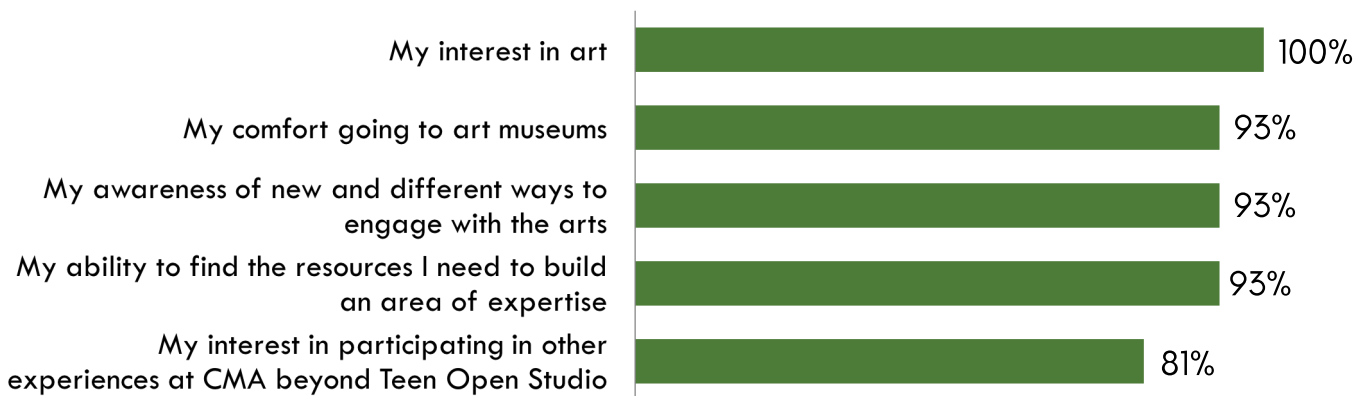 My interest in art
100%
My comfort going to art museums
93%
My awareness of new and different ways to
engage with the arts
93%
My ability to find the resources I need to build
an area of expertise
93%
My interest in participating in other
experiences at CMA beyond Teen Open Studio
81%